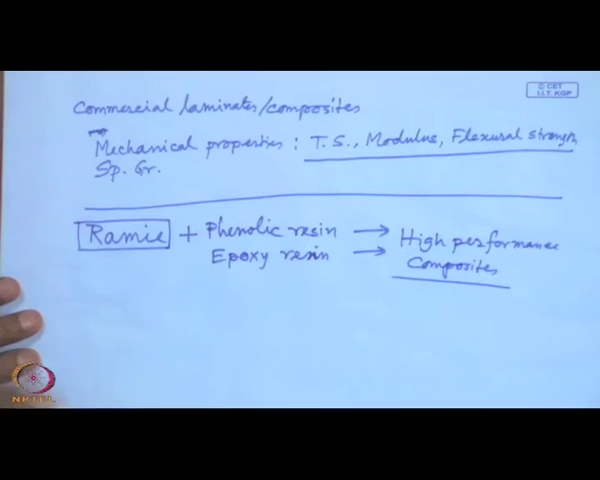 © CET
I.I.T. KGP
Commercial laminates/composites
Mechanical properties : T.S., Modulus, Flexural strength
Sp. Gr.
Ramie + Phenolic resin → High performance
Epoxy resin → Composites
NPTEL